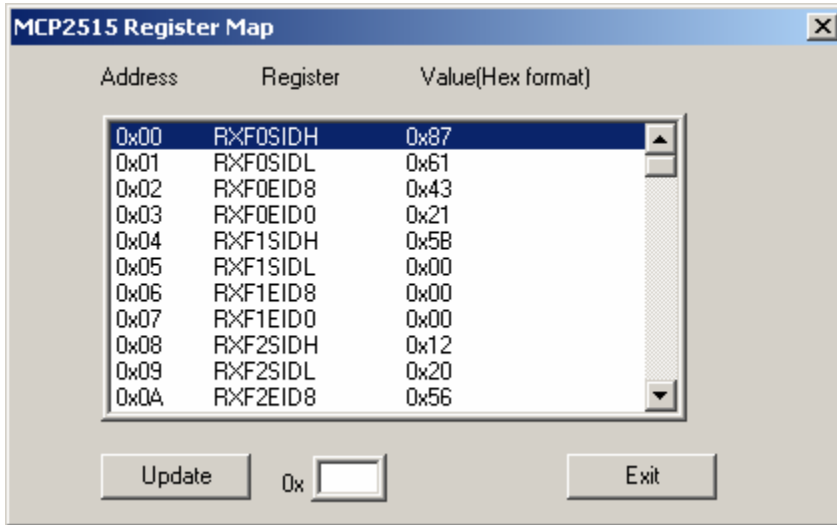 MCP2515 Register Map
Address Register Value(Hex format)
0x00 RXF0SIDH 0x87
0x01 RXF0SIDL 0x61
0x02 RXF0EID8 0x43
0x03 RXF0EID0 0x21
0x04 RXF1SIDH 0x5B
0x05 RXF1SIDL 0x00
0x06 RXF1EID8 0x00
0x07 RXF1EID0 0x00
0x08 RXF2SIDH 0x12
0x09 RXF2SIDL 0x20
0x0A RXF2EID8 0x56
Update 0x Exit